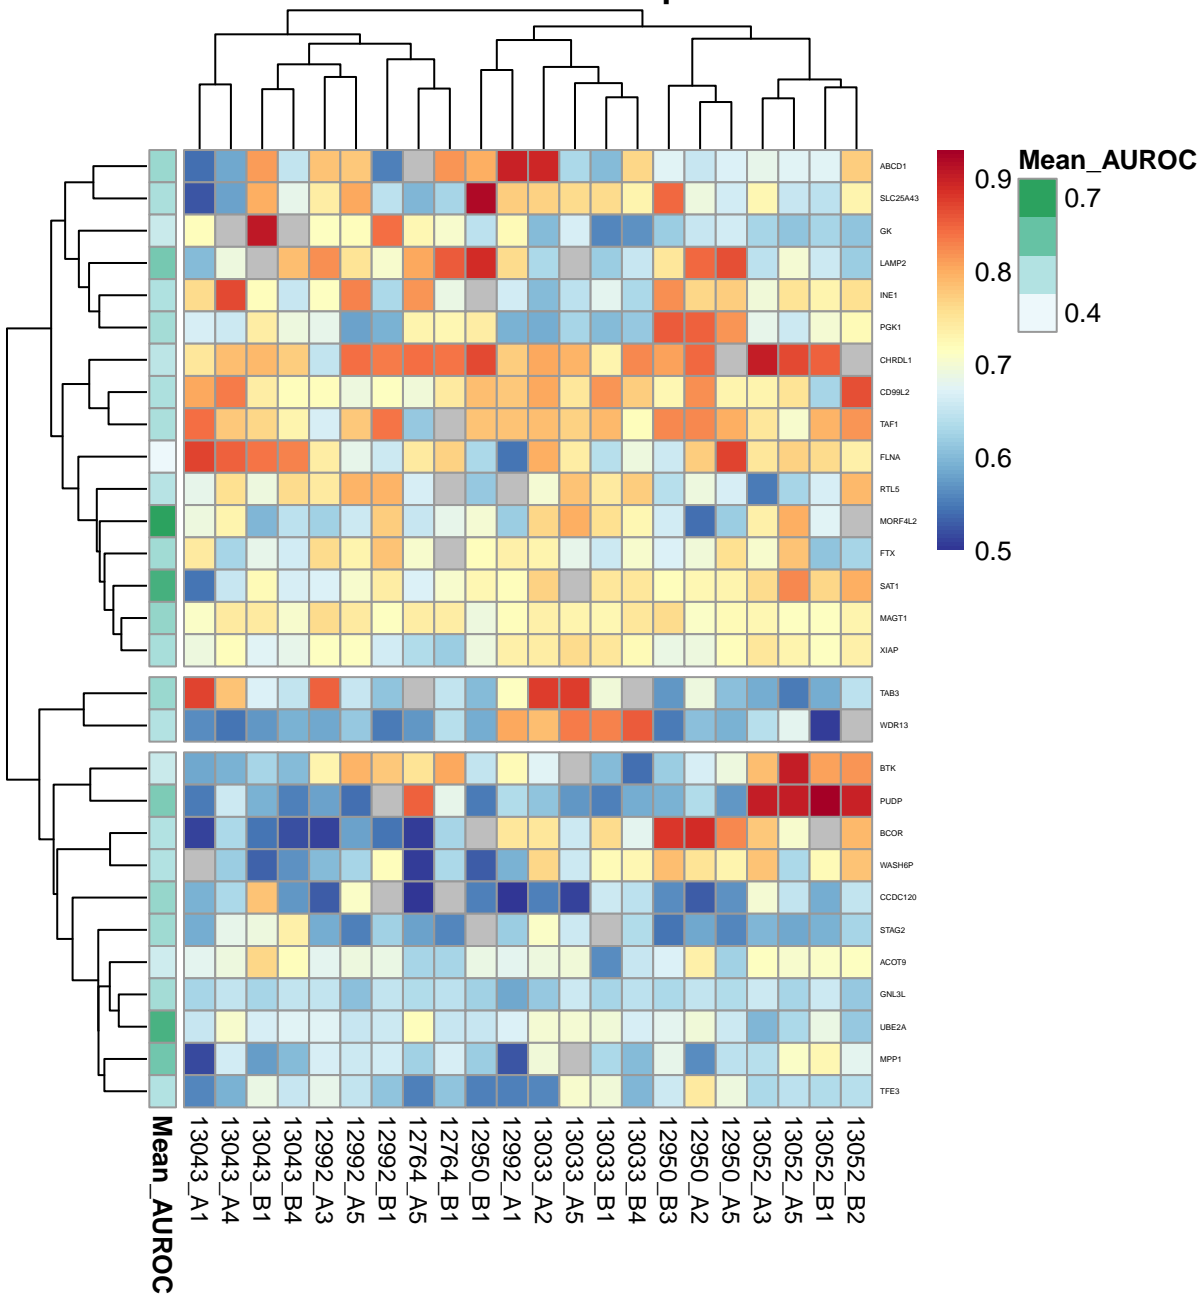 Mean_AUROC
0.9
0.8
0.7
0.6
0.5
0.7
0.4
ABCD1
SLC25A43
GK
LAMP2
INE1
PGK1
CHRDL1
CD99L2
TAF1
FLNA
RTL5
MORF4L2
FTX
SAT1
MAGT1
XIAP
TAB3
WDR13
BTK
PUDP
BCOR
WASH6P
CCDC120
STAG2
ACOT9
GNL3L
UBE2A
MPP1
TFE3
Mean_AUROC
13043_A1
13043_A4
13043_B1
13043_B4
12992_A3
12992_A5
12992_B1
12764_A5
12764_B1
12950_B1
12992_A1
13033_A2
13033_A5
13033_B1
13033_B4
12950_B3
12950_A2
12950_A5
13052_A3
13052_A5
13052_B1
13052_B2